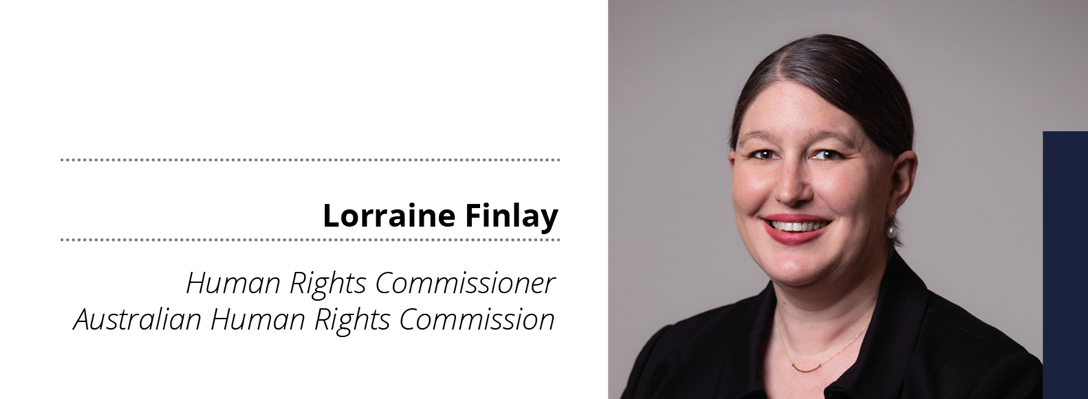 Lorraine Finlay
Human Rights Commissioner
Australian Human Rights Commission